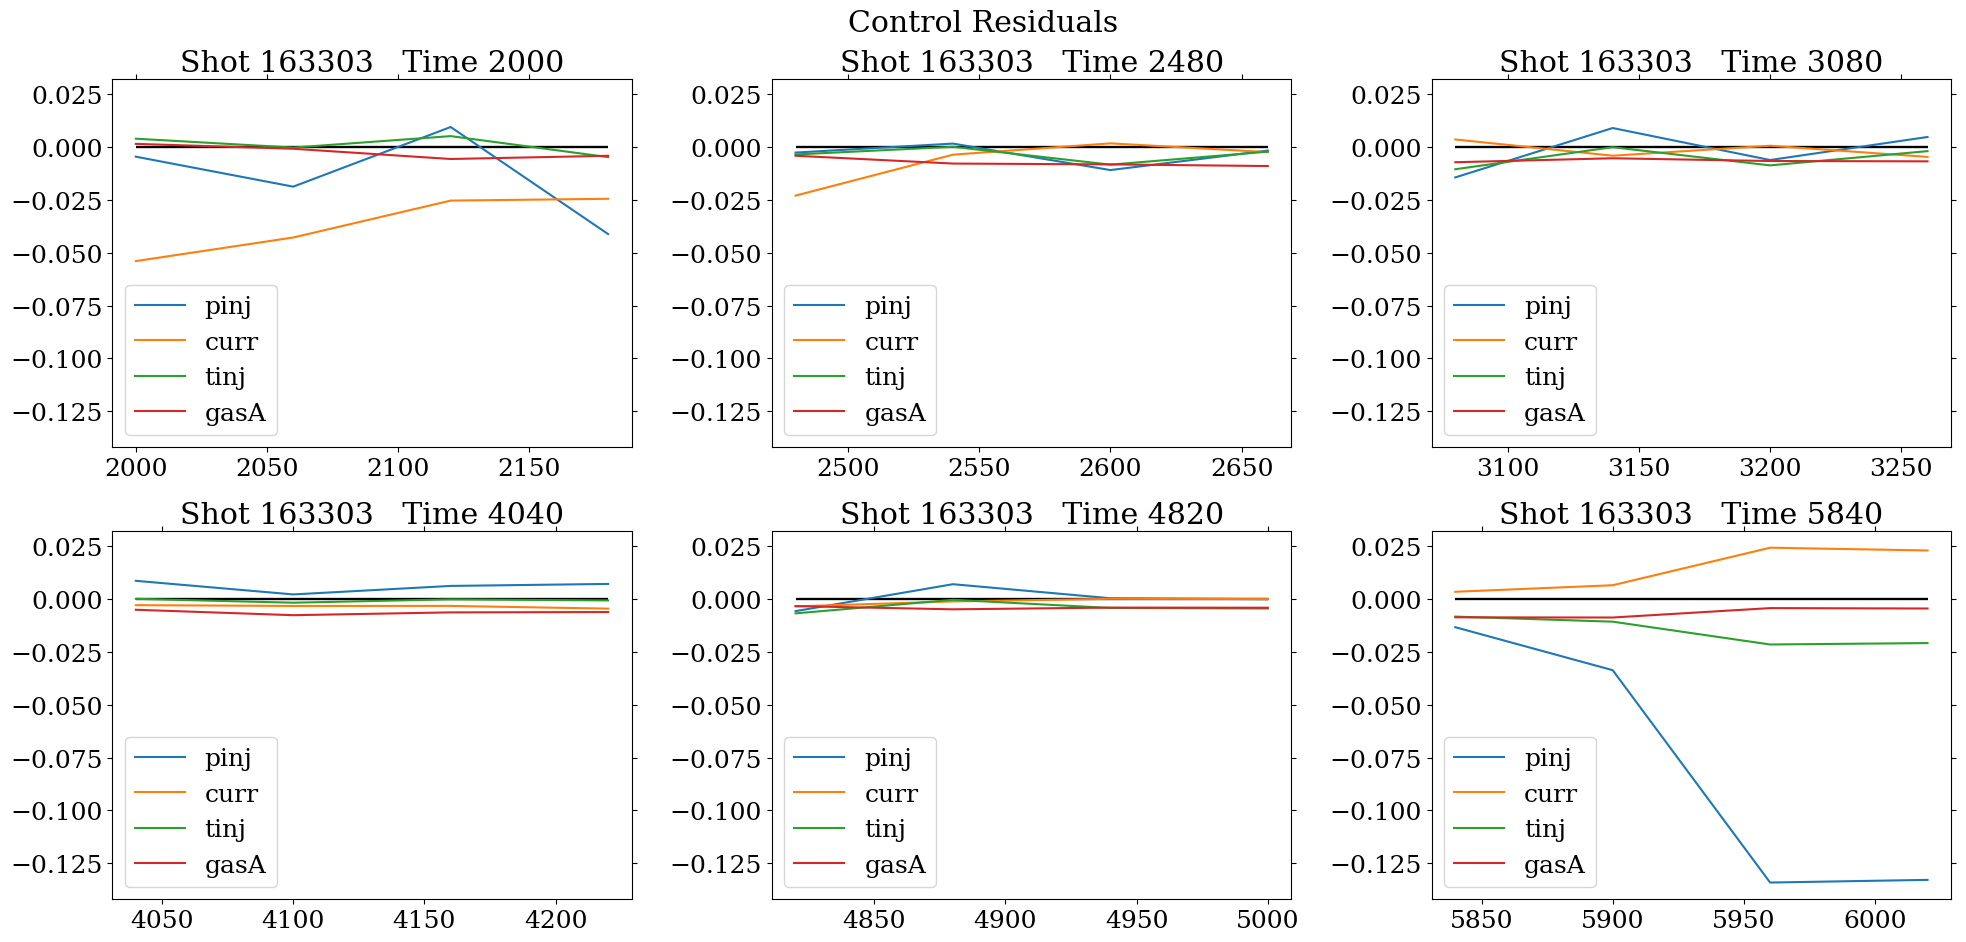 Control Residuals
Shot 163303   Time 2000
0.025
0.000
−0.025
−0.050
−0.075
−0.100
−0.125
pinj
curr
tinj
gasA
2000 2050 2100 2150
Shot 163303   Time 2480
0.025
0.000
−0.025
−0.050
−0.075
−0.100
−0.125
pinj
curr
tinj
gasA
2500 2550 2600 2650
Shot 163303   Time 3080
0.025
0.000
−0.025
−0.050
−0.075
−0.100
−0.125
pinj
curr
tinj
gasA
3100 3150 3200 3250
Shot 163303   Time 4040
0.025
0.000
−0.025
−0.050
−0.075
−0.100
−0.125
pinj
curr
tinj
gasA
4050 4100 4150 4200
Shot 163303   Time 4820
0.025
0.000
−0.025
−0.050
−0.075
−0.100
−0.125
pinj
curr
tinj
gasA
4850 4900 4950 5000
Shot 163303   Time 5840
0.025
0.000
−0.025
−0.050
−0.075
−0.100
−0.125
pinj
curr
tinj
gasA
5850 5900 5950 6000